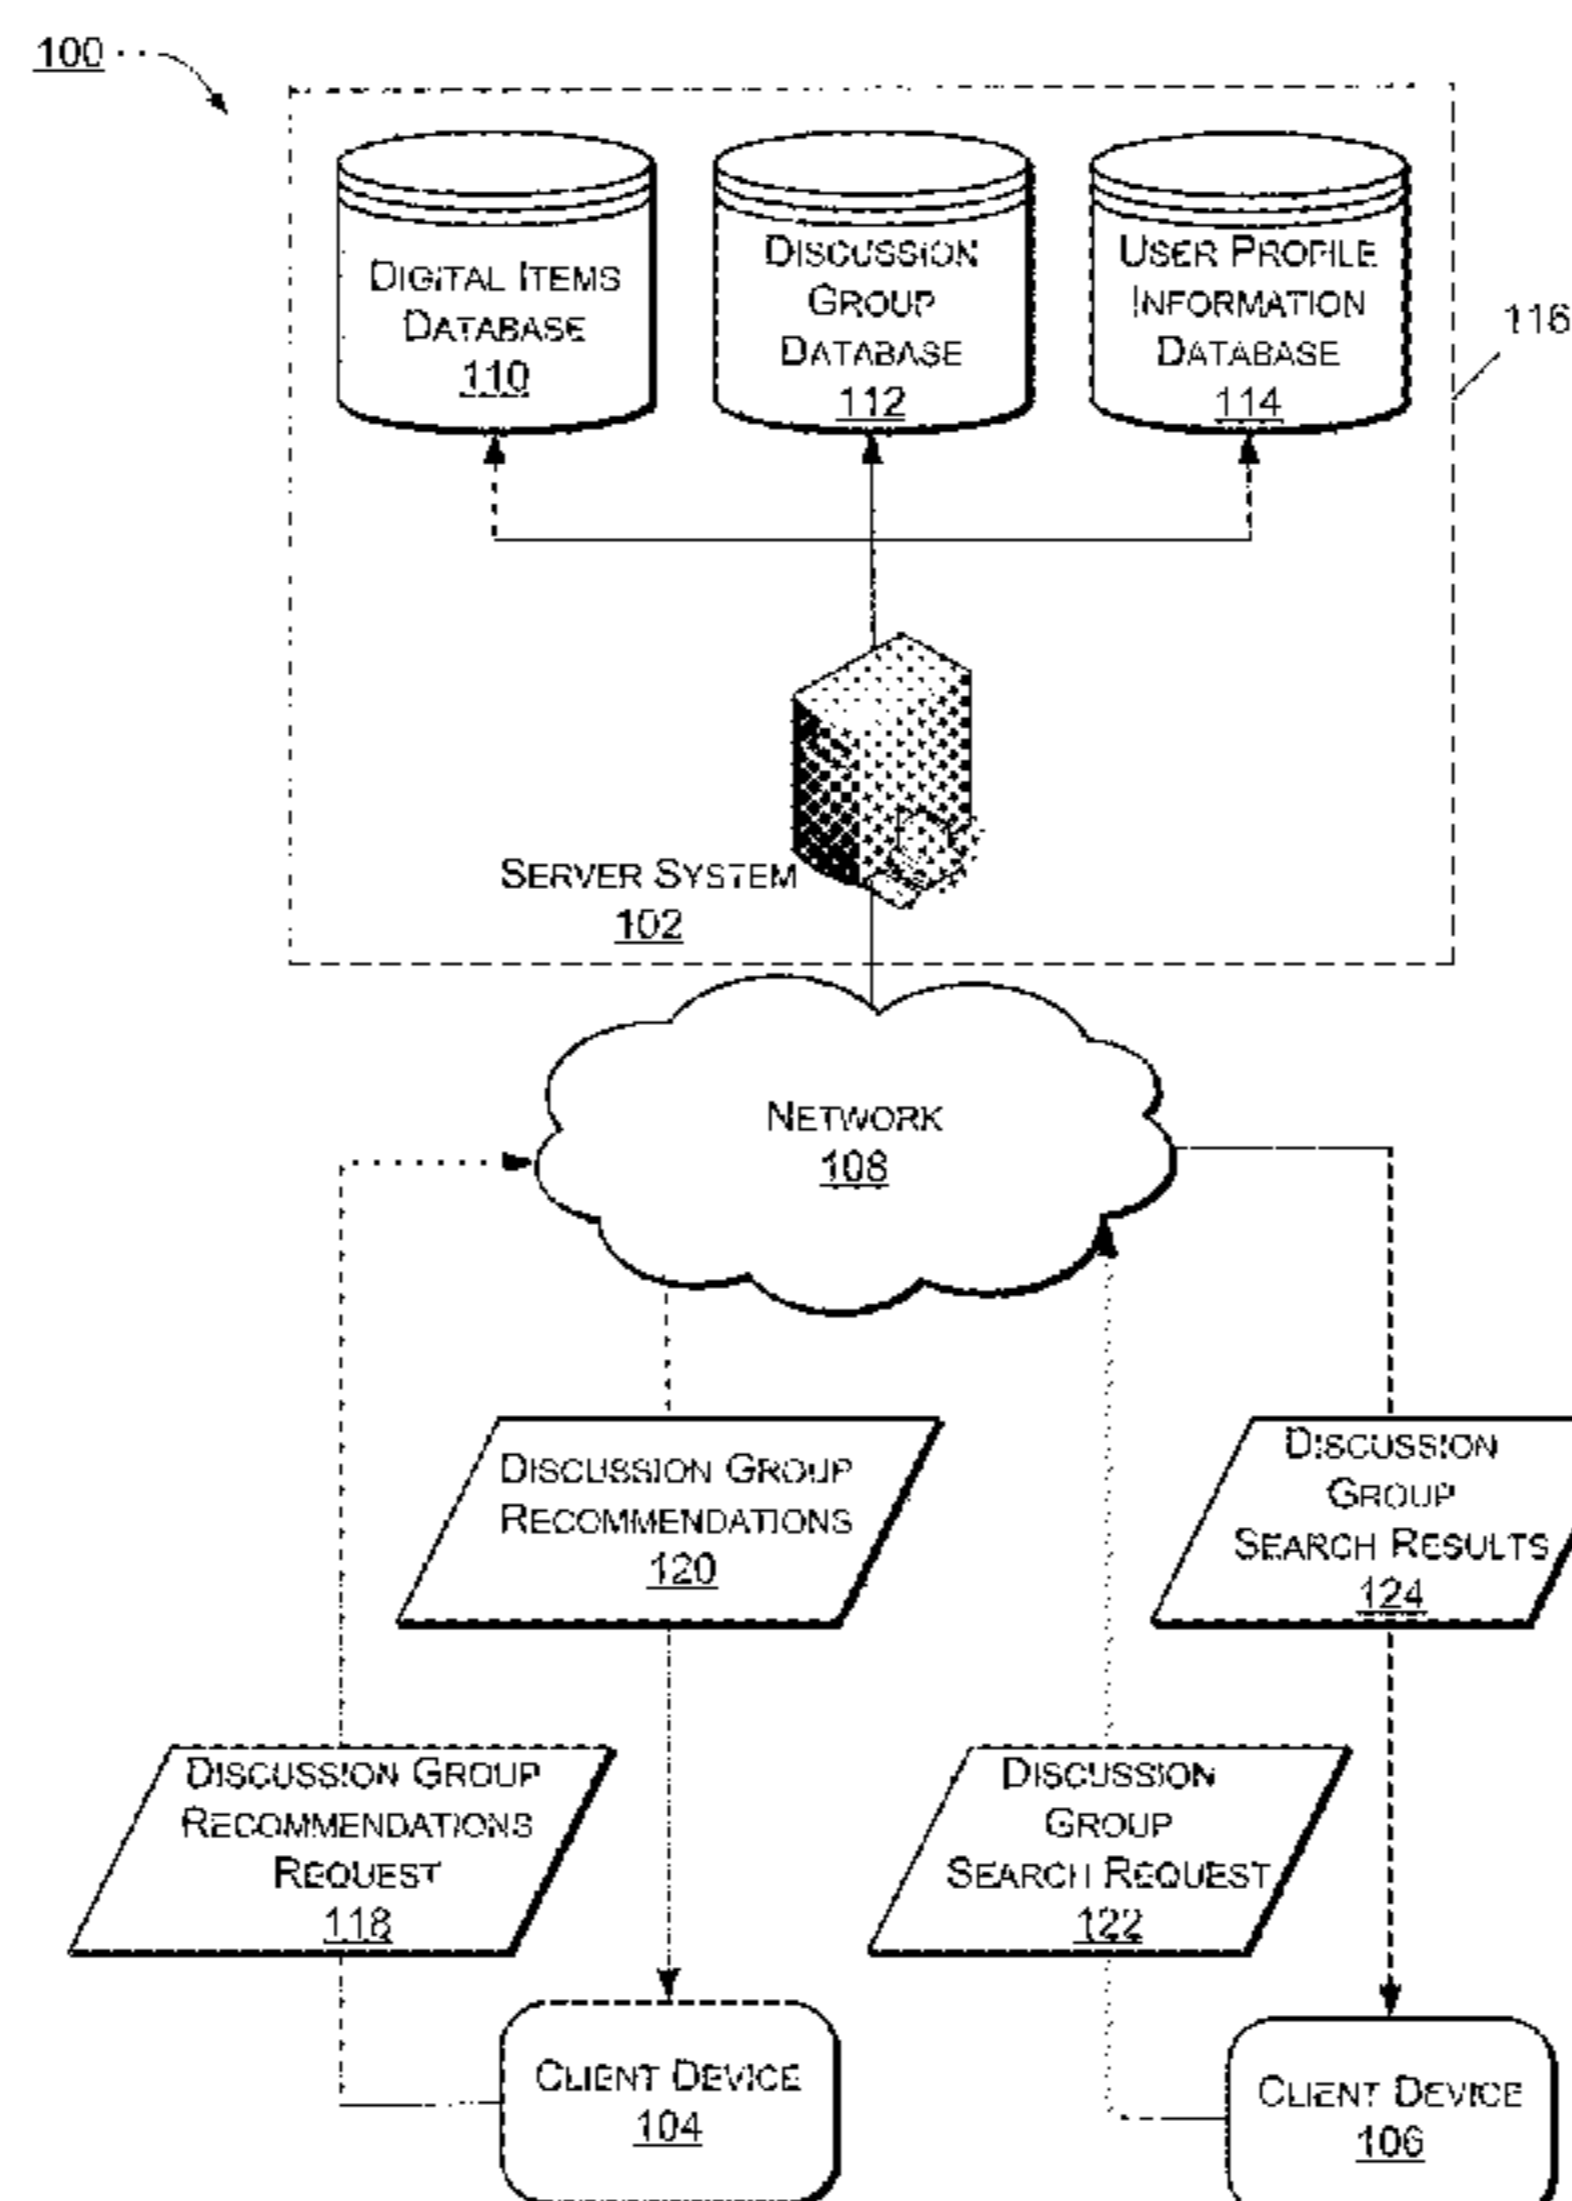 100
DIGITAL ITEMS
DATABASE
110
DISCUSSION
GROUP
DATABASE
112
USER PROFILE
INFORMATION
DATABASE
114
116
SERVER SYSTEM
102
NETWORK
108
DISCUSSION GROUP
RECOMMENDATIONS
120
DISCUSSION
GROUP
SEARCH RESULTS
124
DISCUSSION GROUP
RECOMMENDATIONS
REQUEST
118
DISCUSSION
GROUP
SEARCH REQUEST
122
CLIENT DEVICE
104
CLIENT DEVICE
106